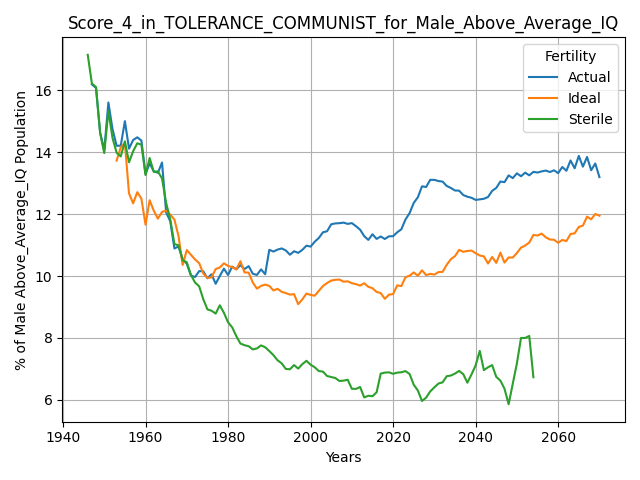 Score_4_in_TOLERANCE_COMMUNIST_for_Male_Above_Average_IQ
Fertility
Actual
Ideal
Sterile
% of Male Above_Average_IQ Population
16
14
12
10
8
6
1940 1960 1980 2000 2020 2040 2060
Years